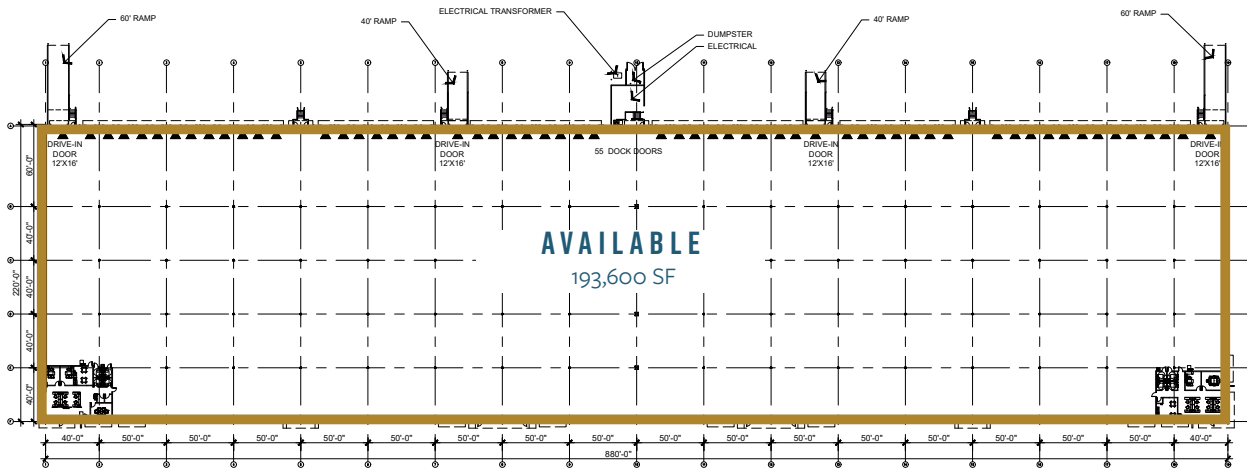 ELECTRICAL TRANSFORMER
60' RAMP
40' RAMP
40' RAMP
60' RAMP
DUMPSTER
ELECTRICAL
DRIVE-IN
DOOR
12'X16'
DRIVE-IN
DOOR
12'X16'
55 DOCK DOORS
DRIVE-IN
DOOR
12'X16'
DRIVE-IN
DOOR
12'X16'
60'-0"
40'-0"
220'-0"
40'-0"
40'-0"
40'-0"
AVAILABLE
193,600 SF
40'-0" 50'-0" 50'-0" 50'-0" 50'-0" 50'-0" 50'-0" 50'-0" 50'-0" 50'-0" 50'-0" 50'-0" 50'-0" 50'-0" 50'-0" 50'-0" 50'-0" 40'-0"
880'-0"